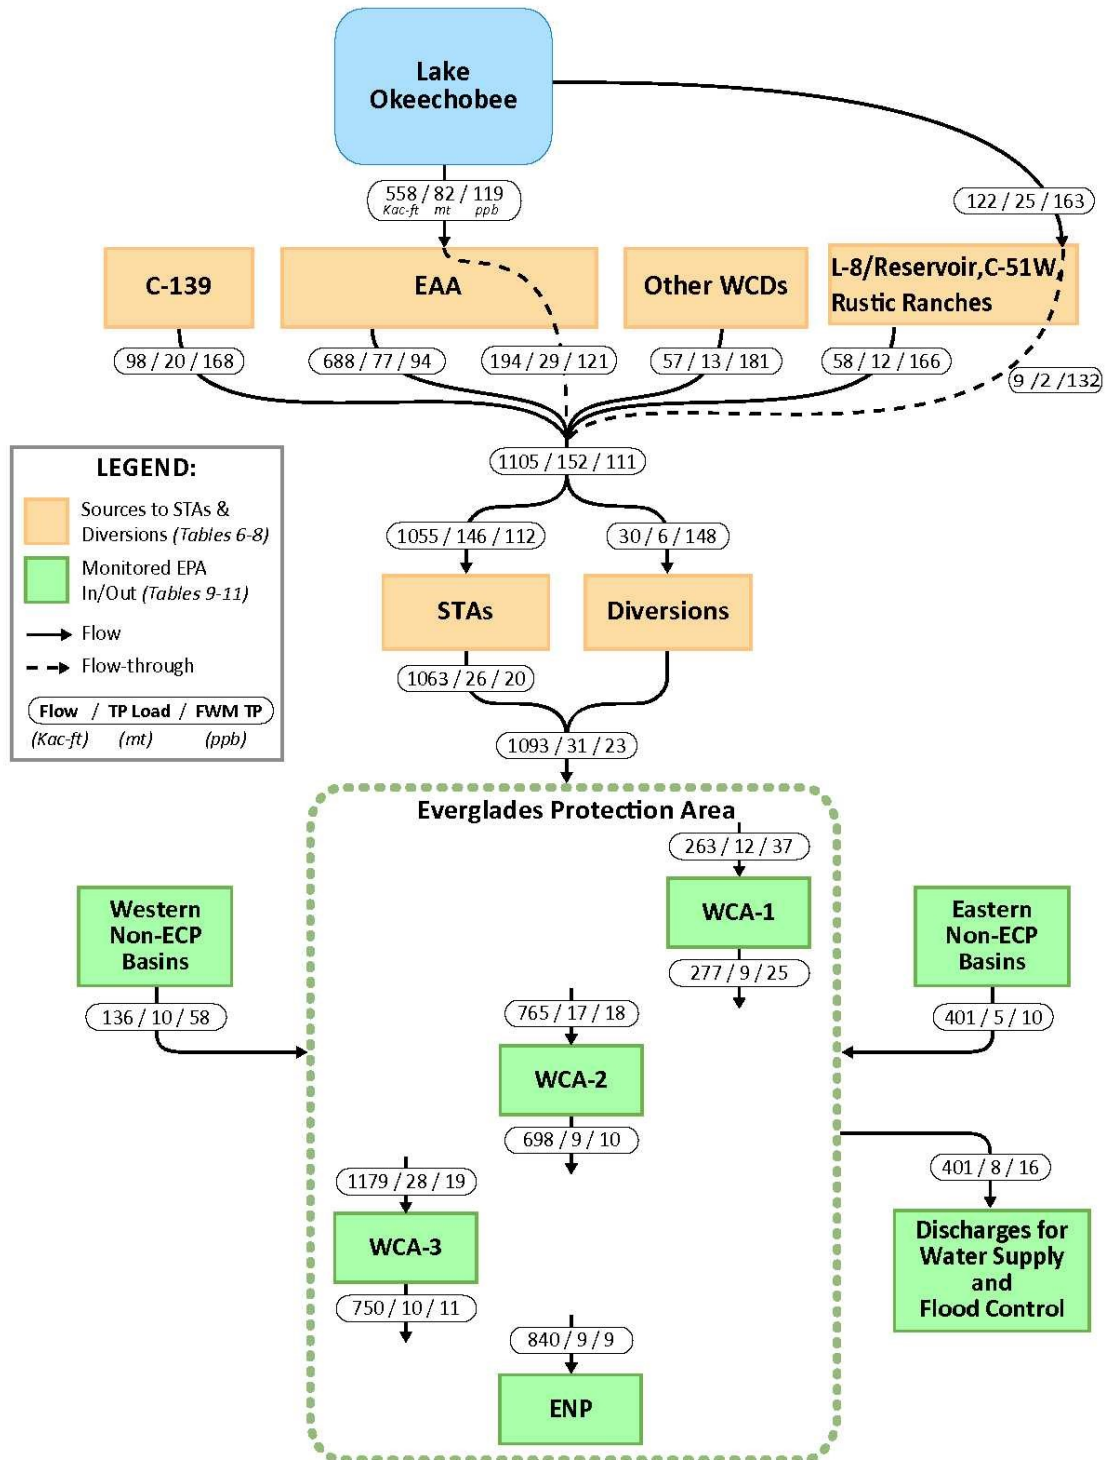 Lake
Okeechobee
558 / 82 / 119
Kac-ft mt ppb
122 / 25 / 163
C-139
EAA
Other WCDs
L-8/Reservoir,C-51W,
Rustic Ranches
98 / 20 / 168
688 / 77 / 94
194 / 29 / 121
57 / 13 / 181
58 / 12 / 166
9 /2 /132
1105 / 152 / 111
LEGEND:
Sources to STAs &
Diversions (Tables 6-8)
Monitored EPA
In/Out (Tables 9-11)
Flow
Flow-through
Flow / TP Load / FWM TP
(Kac-ft) (mt) (ppb)
1055 / 146 / 112
30 / 6 / 148
STAs
Diversions
1063 / 26 / 20
1093 / 31 / 23
Everglades Protection Area
263 / 12 / 37
WCA-1
277 / 9 / 25
Western
Non-ECP
Basins
136 / 10 / 58
Eastern
Non-ECP
Basins
401 / 5 / 10
765 / 17 / 18
WCA-2
698 / 9 / 10
1179 / 28 / 19
WCA-3
750 / 10 / 11
401 / 8 / 16
Discharges for
Water Supply
and
Flood Control
840 / 9 / 9
ENP